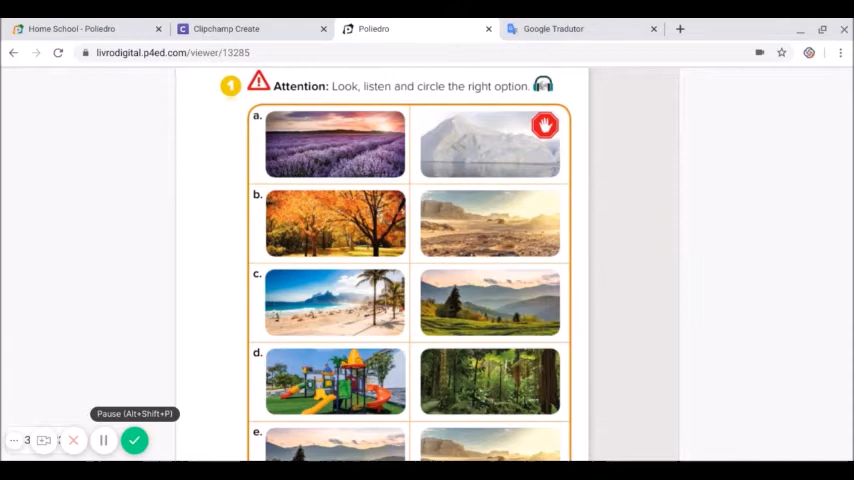 Home School - Poliedro
Clipchamp Create
Poliedro
Google Tradutor
livrodigital.p4ed.com/viewer/13285
1
Attention: Look, listen and circle the right option.
a.
b.
c.
d.
Pause (Alt+Shift+P)
e.
3